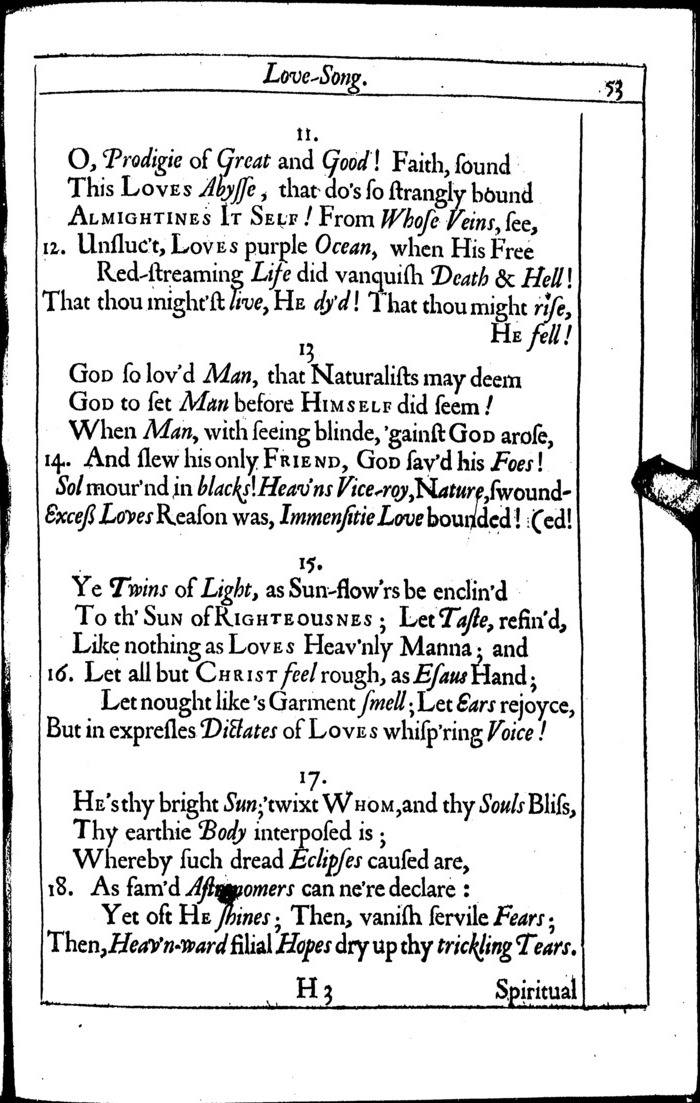 Love-Song. 53
11.
O, Prodigie of Great and Good! Faith, ſound
This LOVES Abyſſe, that do's ſo ſtrangly bound
ALMIGHTINES IT SELF! From Whoſe Veins, ſee,
12. Unſluc't, LOVES purple Ocean, when His Free
Red-ſtreaming Life did vanquiſh Death & Hell!
That thou might'ſt live, HE dy'd! That thou might riſe,
HE fell!
13
GOD ſo lov'd Man, that Naturaliſts may deem
GOD to ſet Man before HIMSELF did ſeem!
When Man, with ſeeing blinde, 'gainſt GOD aroſe,
14. And ſlew his only FRIEND, GOD ſav'd his Foes!
Sol mour'nd in blacks! Heav'ns Vice-roy, Nature, ſwound-
Exceß Loves Reaſon was, Immenſitie Love bounded! (ed!
15.
Ye Twins of Light, as Sun-flow'rs be enclin'd
To th' SUN of RIGHTEOUSNES; Let Taſte, refin'd,
Like nothing as LOVES Heav'nly Manna; and
16. Let all but CHRIST feel rough, as Eſaus Hand;
Let nought like's Garment ſmell; Let Ears rejoyce,
But in expreſſes Dictates of LOVES whiſp'ring Voice!
17.
HE's thy bright Sun; 'twixt WHOM, and thy Souls Bliſs,
Thy earthie Body interpoſed is;
Whereby ſuch dread Eclipſes cauſed are,
18. As fam'd Aſtronomers can ne're declare:
Yet oft HE ſhines; Then, vaniſh ſervile Fears;
Then, Heav'n-ward filial Hopes dry up thy trickling Tears.
H 3 Spiritual